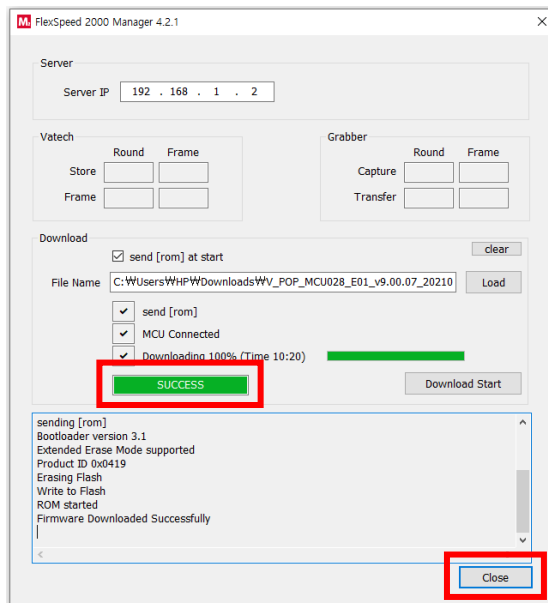 M. FlexSpeed 2000 Manager 4.2.1
Server
Server IP 192 . 168 . 1 . 2
Vatech
Round Frame
Store
Frame
Grabber
Round Frame
Capture
Transfer
Download
send [rom] at start
clear
File Name C:₩Users₩HP₩Downloads₩V_POP_MCU028_E01_v9.00.07_20210 Load
send [rom]
MCU Connected
Downloading 100% (Time 10:20)
SUCCESS
Download Start
sending [rom]
Bootloader version 3.1
Extended Erase Mode supported
Product ID 0x0419
Erasing Flash
Write to Flash
ROM started
Firmware Downloaded Successfully
Close